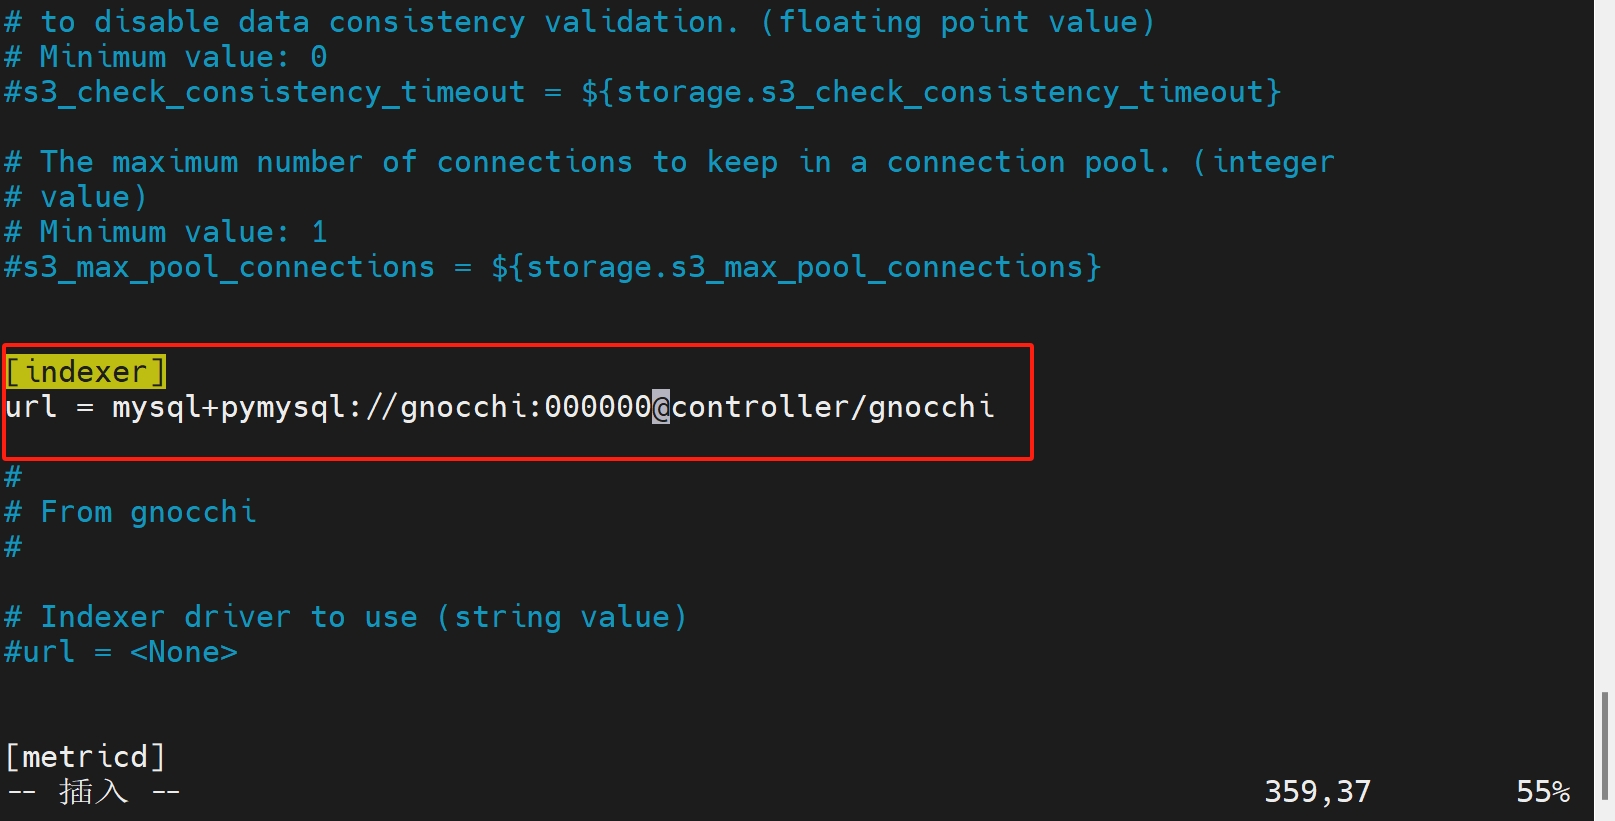 # to disable data consistency validation. (floating point value)
# Minimum value: 0
#s3_check_consistency_timeout = ${storage.s3_check_consistency_timeout}
# The maximum number of connections to keep in a connection pool. (integer
# value)
# Minimum value: 1
#s3_max_pool_connections = ${storage.s3_max_pool_connections}
[indexer]
url = mysql+pymysql://gnocchi:000000@controller/gnocchi
#
# From gnocchi
#
# Indexer driver to use (string value)
#url = <None>
[metricd]
-- 插入 -- 359,37 55%